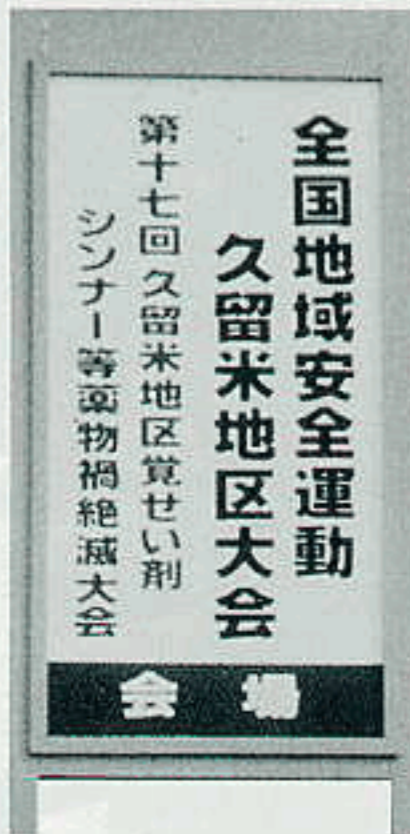 全国地域安全運動
久留米地区大会
第十七回久留米地区覚せい剤
シンナー等薬物禍絶滅大会
会場